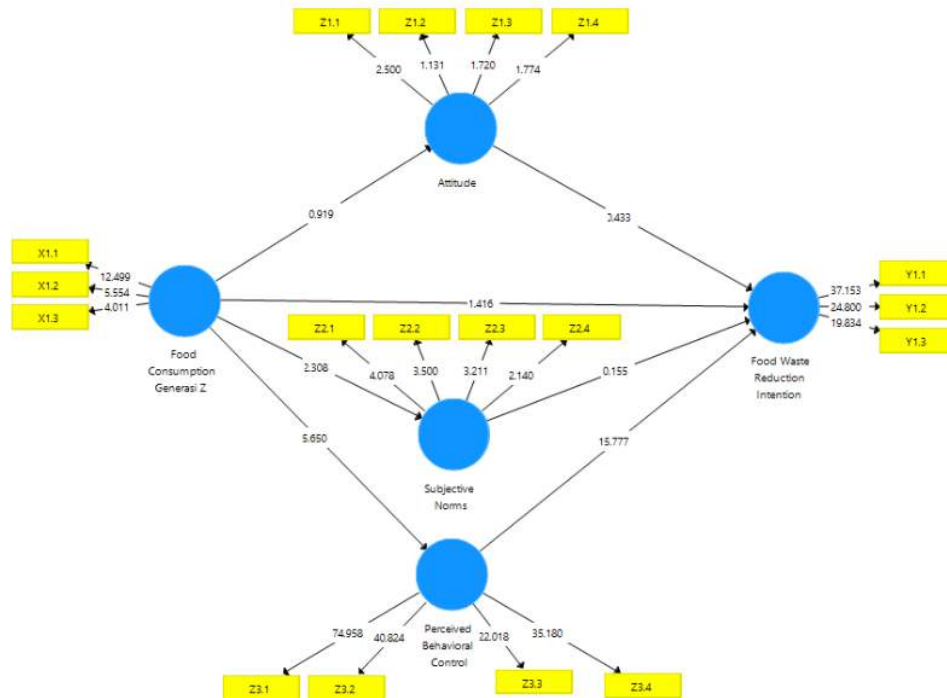 Z1.1
Z1.2
Z1.3
Z1.4
2.500
1.131
1.720
1.774
Attitude
0.919
0.433
X1.1
X1.2
X1.3
12.499
5.554
4.011
Food
Consumption
Generasi Z
1.416
Y1.1
Y1.2
Y1.3
37.153
24.800
19.834
Food Waste
Reduction
Intention
Z2.1
Z2.2
Z2.3
Z2.4
2.308
4.078
3.500
3.211
2.140
0.155
Subjective
Norms
5.650
15.777
Perceived
Behavioral
Control
74.958
40.824
22.018
35.180
Z3.1
Z3.2
Z3.3
Z3.4